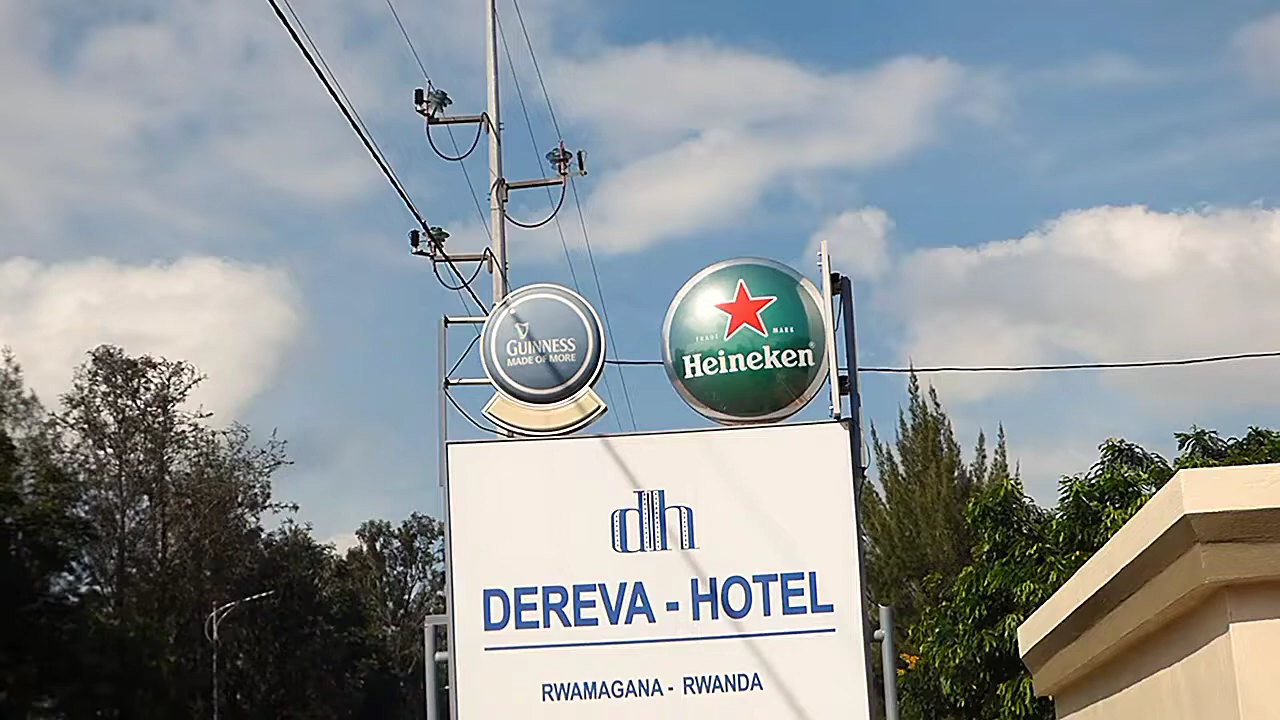 GUINNESS
MADE OF MORE
TRADE MARK
Heineken
dh
DEREVA - HOTEL
RWAMAGANA - RWANDA